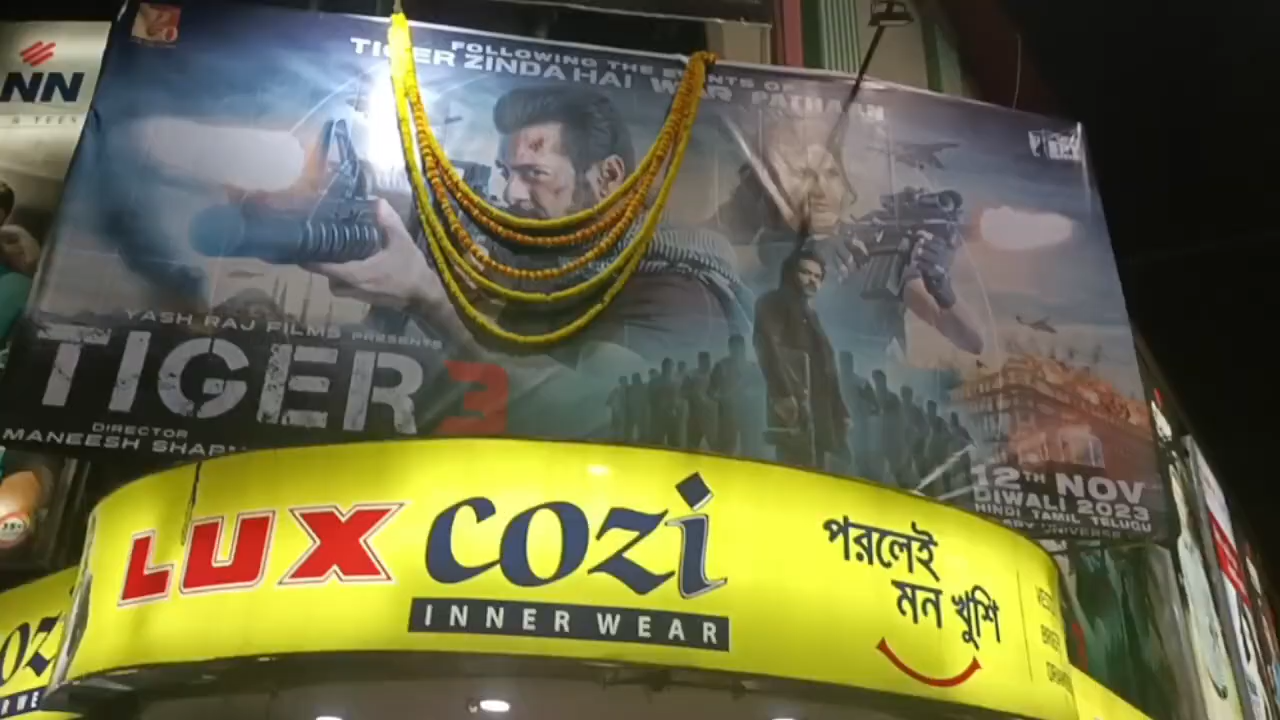 NN
FOLLOWING THE EVENTS OF
TIGER ZINDA HAI WAR PATHAAN
YASH RAJ FILMS PRESENTS
TIGER 3
DIRECTOR
MANEESH SHARMA
12TH NOV
DIWALI 2023
HINDI TAMIL TELUGU
LUX cozi
INNER WEAR
পরলেই
মন খুশি